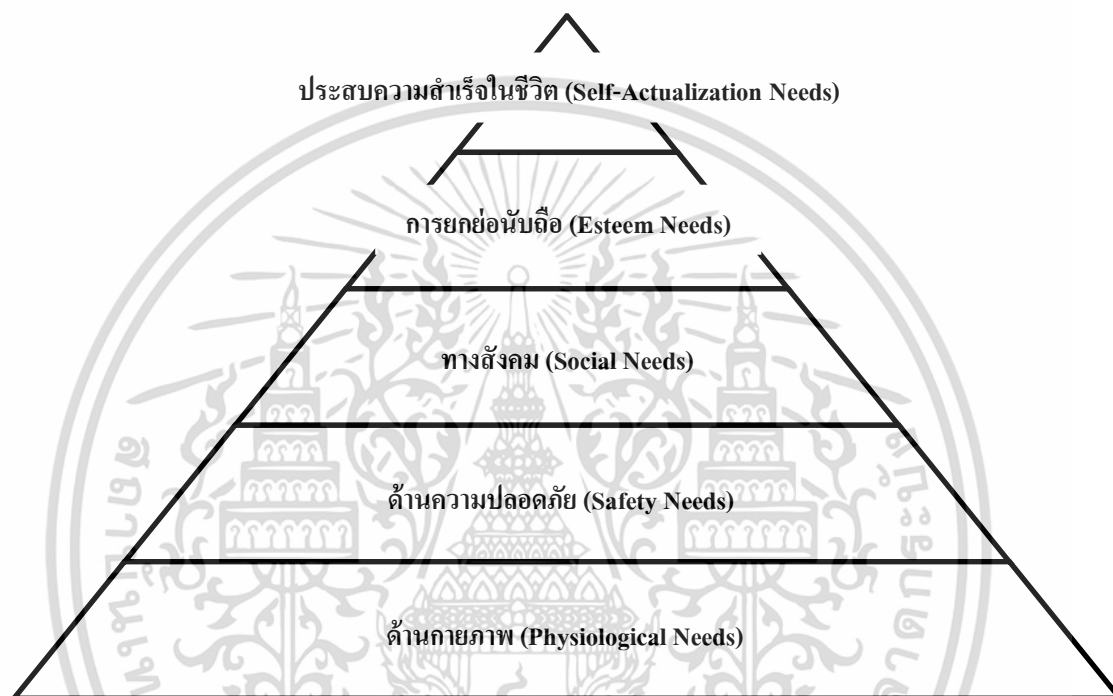 ประสบความสำเร็จในชีวิต (Self-Actualization Needs)
การยกย่อนับถือ (Esteem Needs)
ทางสังคม (Social Needs)
ด้านความปลอดภัย (Safety Needs)
ด้านกายภาพ (Physiological Needs)